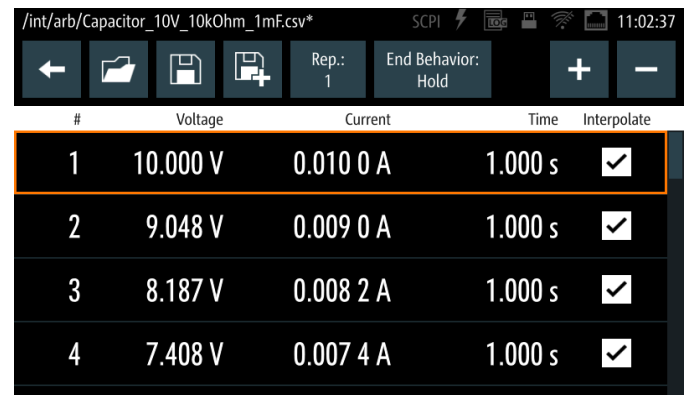 /int/arb/Capacitor_10V_10kOhm_1mF.csv* SCPI LOG 11:02:37
Rep.: End Behavior:
1 Hold
# Voltage Current Time Interpolate
1 10.000 V 0.010 0 A 1.000 s
2 9.048 V 0.009 0 A 1.000 s
3 8.187 V 0.008 2 A 1.000 s
4 7.408 V 0.007 4 A 1.000 s